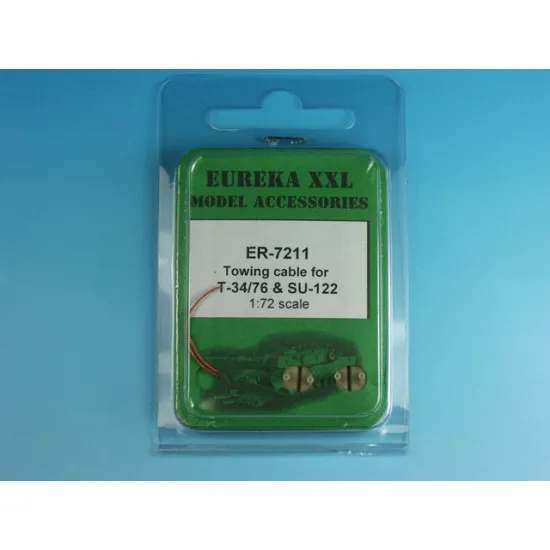 EUREKA XXL
MODEL ACCESSORIES
ER-7211
Towing cable for
T-34/76 & SU-122
1:72 scale